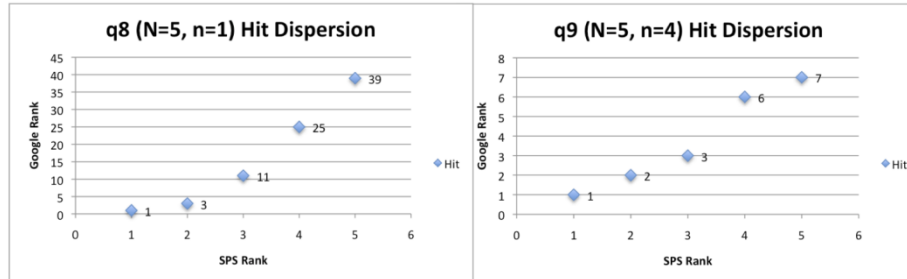 q8 (N=5, n=1) Hit Dispersion
45
40
35
30
25
20
15
10
5
0
Google Rank
39
25
11
3
1
Hit
0 1 2 3 4 5 6
SPS Rank
q9 (N=5, n=4) Hit Dispersion
8
7
6
5
4
3
2
1
0
Google Rank
7
6
3
2
1
Hit
0 1 2 3 4 5 6
SPS Rank